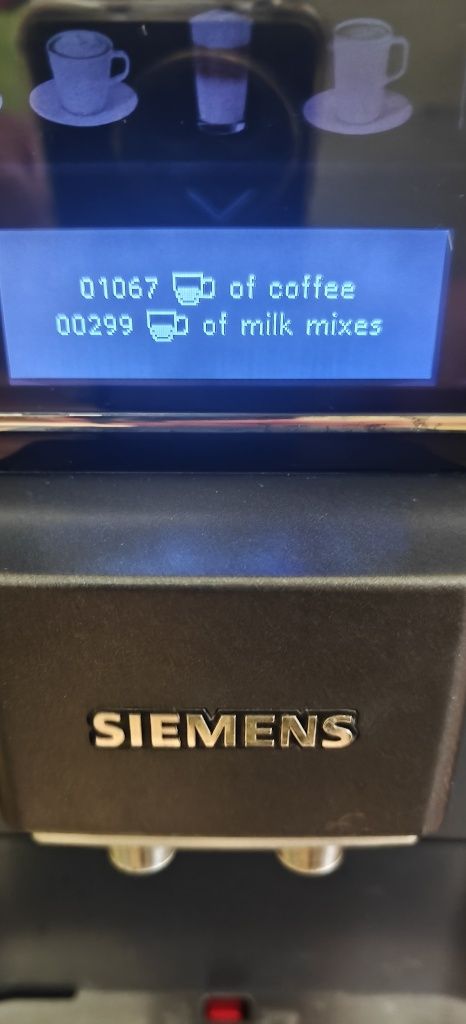 01067 of coffee
00299 of milk mixes
SIEMENS